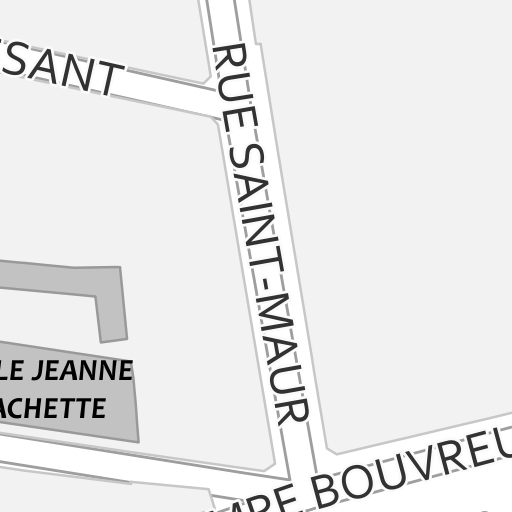 SANT
RUE SAINT-MAUR
LE JEANNE
ACHETTE
BOUVREU